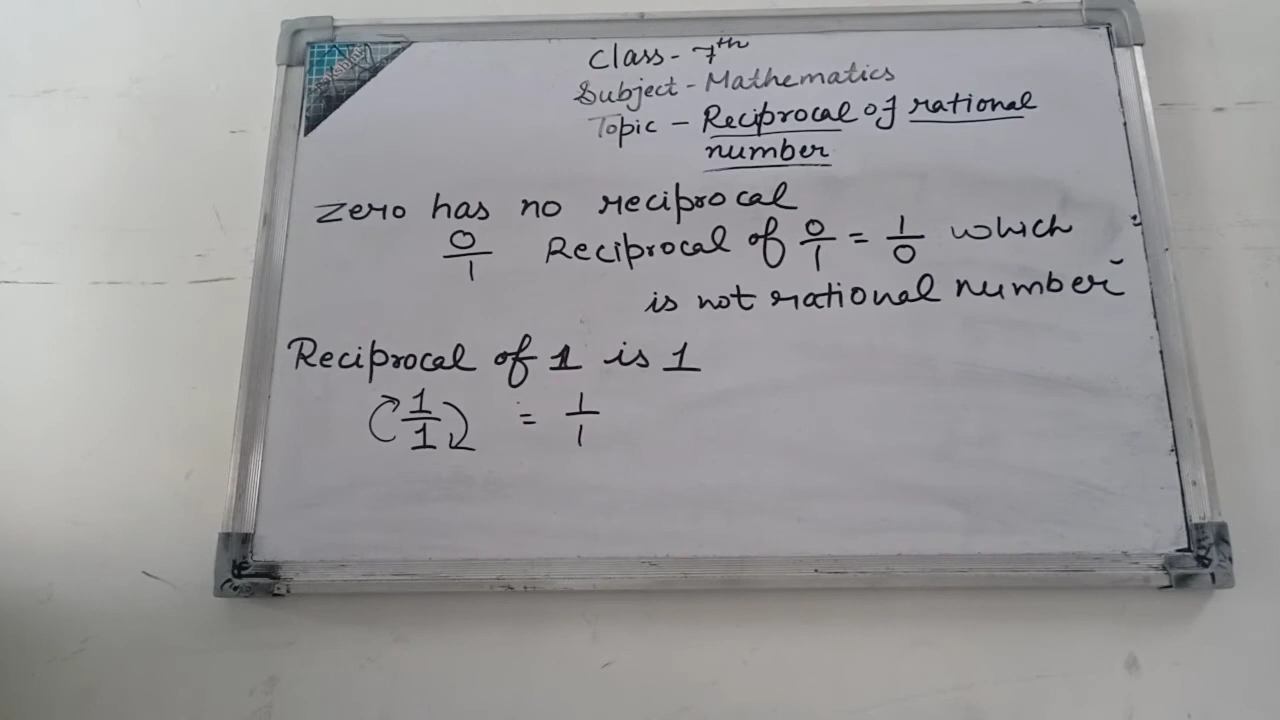 Class - 7th
Subject - Mathematics
Topic - Reciprocal of rational
number
Zero has no reciprocal
0/1 Reciprocal of 0/1 = 1/0 which
is not rational number
Reciprocal of 1 is 1
1/1 = 1/1